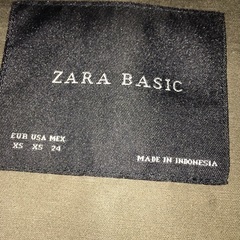 ZARA BASIC
EUR USA MEX
XS XS 24
MADE IN INDONESIA